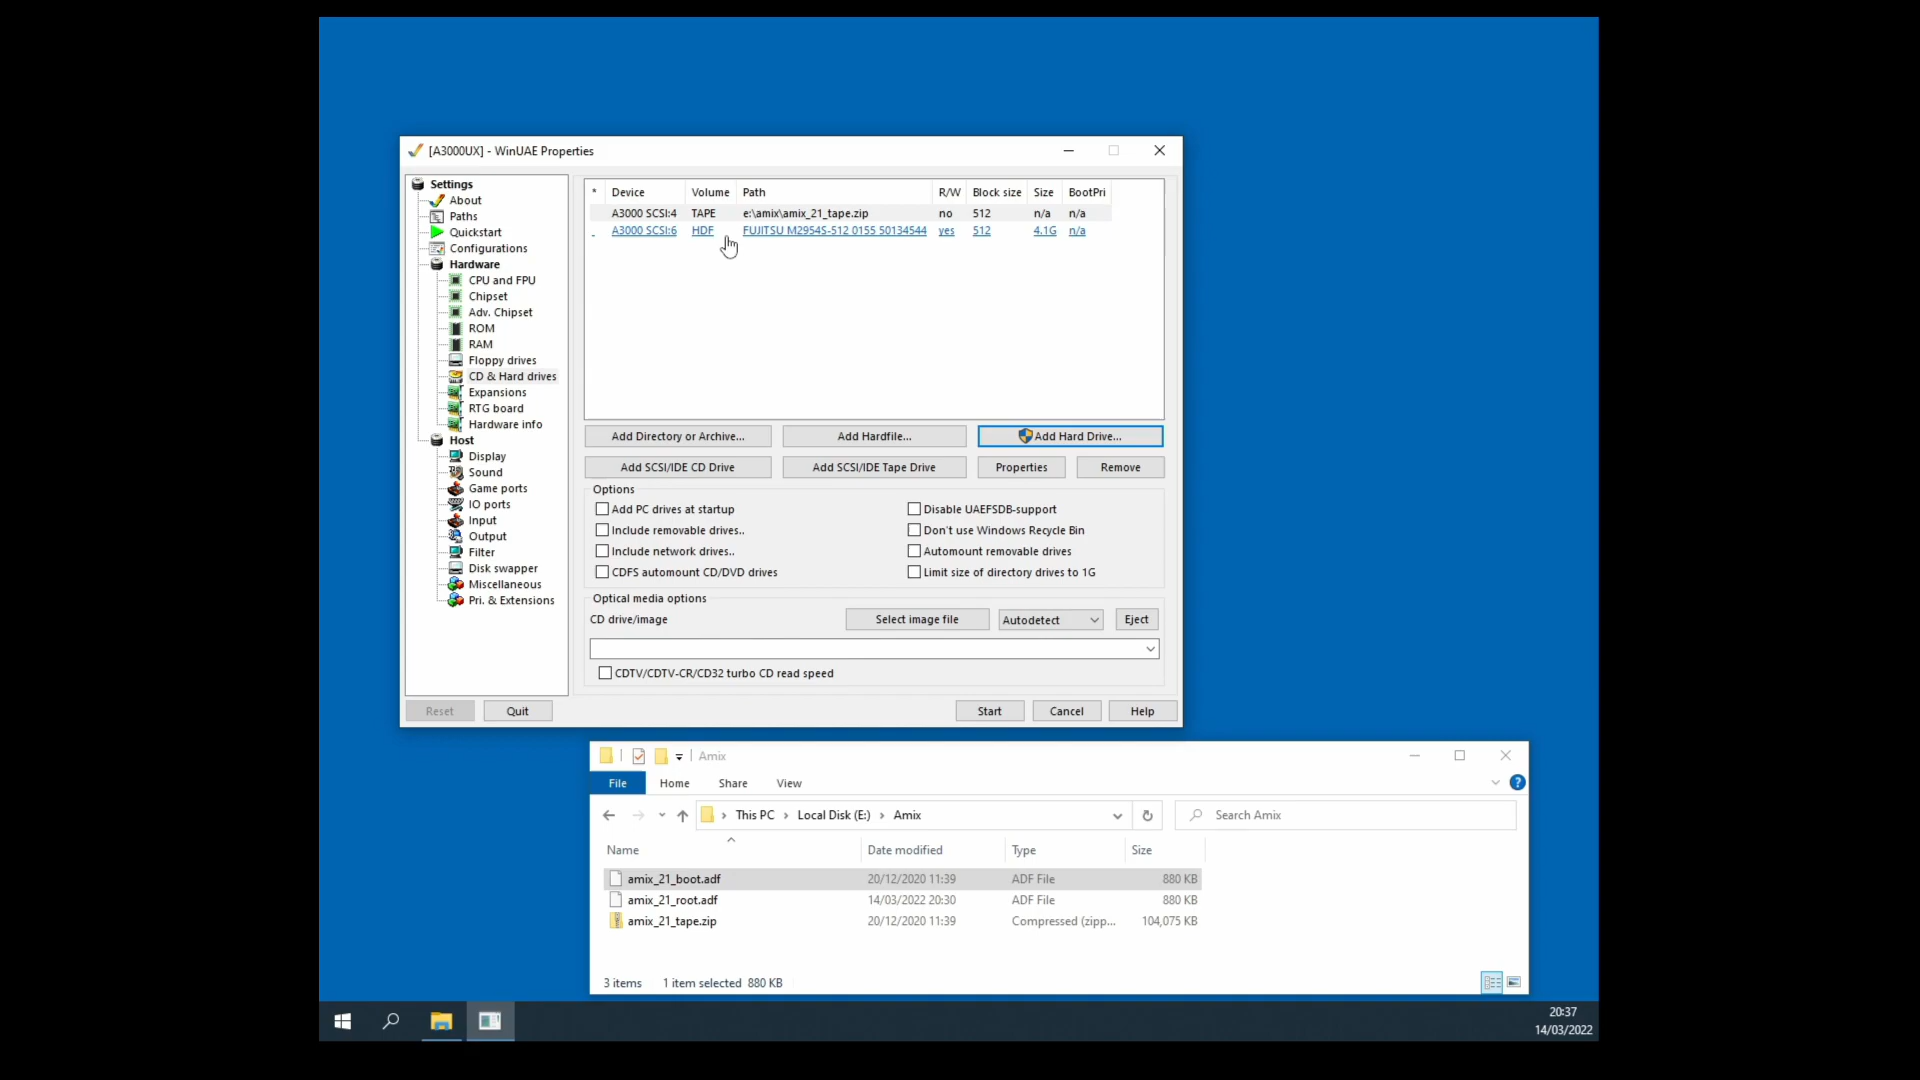 [A3000UX] - WinUAE Properties
Settings
About
Paths
Quickstart
Configurations
Hardware
CPU and FPU
Chipset
Adv. Chipset
ROM
RAM
Floppy drives
CD & Hard drives
Expansions
RTG board
Hardware info
Host
Display
Sound
Game ports
IO ports
Input
Output
Filter
Disk swapper
Miscellaneous
Pri. & Extensions
* Device Volume Path R/W Block size Size BootPri
A3000 SCSI:4 TAPE e:\amix\amix_21_tape.zip no 512 n/a n/a
A3000 SCSI:6 HDF FUJITSU M2954S-512 0155 50134544 yes 512 4.1G n/a
Add Directory or Archive... Add Hardfile... Add Hard Drive...
Add SCSI/IDE CD Drive Add SCSI/IDE Tape Drive Properties Remove
Options
Add PC drives at startup Disable UAEFSDB-support
Include removable drives.. Don't use Windows Recycle Bin
Include network drives.. Automount removable drives
CDFS automount CD/DVD drives Limit size of directory drives to 1G
Optical media options
CD drive/image Select image file Autodetect Eject
CDTV/CDTV-CR/CD32 turbo CD read speed
Reset Quit Start Cancel Help
Amix
File Home Share View
This PC › Local Disk (E:) › Amix Search Amix
Name Date modified Type Size
amix_21_boot.adf 20/12/2020 11:39 ADF File 880 KB
amix_21_root.adf 14/03/2022 20:30 ADF File 880 KB
amix_21_tape.zip 20/12/2020 11:39 Compressed (zipp... 104,075 KB
3 items 1 item selected 880 KB
20:37
14/03/2022